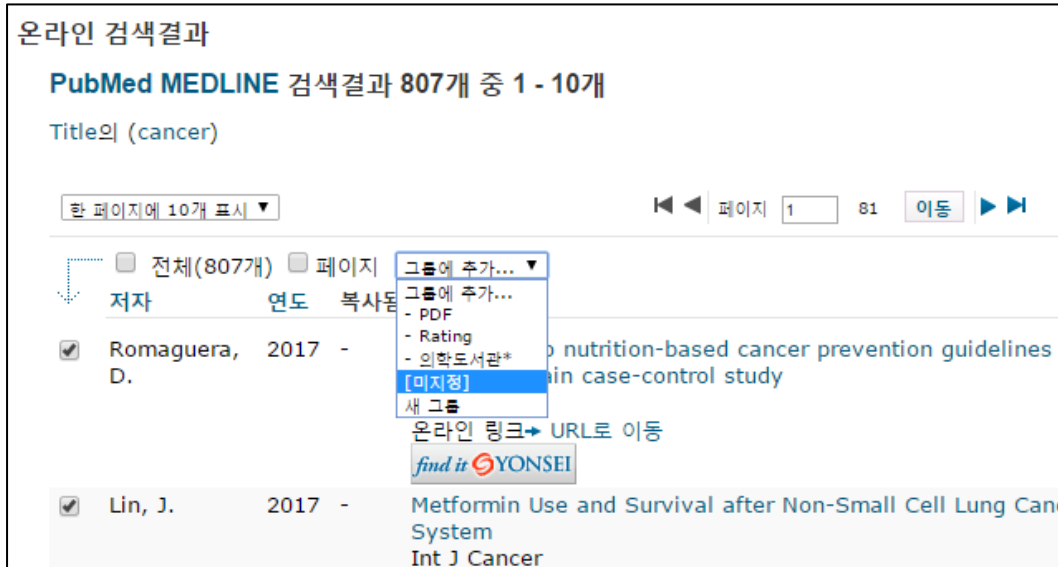 온라인 검색결과
PubMed MEDLINE 검색결과 807개 중 1 - 10개
Title의 (cancer)
한 페이지에 10개 표시 ▼
페이지 1 81 이동
전체(807개) 페이지 그룹에 추가... ▼
저자 연도 복사됨
그룹에 추가...
- PDF
- Rating
- 의학도서관*
[미지정]
새 그룹
Romaguera, D. 2017 - nutrition-based cancer prevention guidelines
case-control study
온라인 링크→ URL로 이동
find it YONSEI
Lin, J. 2017 - Metformin Use and Survival after Non-Small Cell Lung
System
Int J Cancer